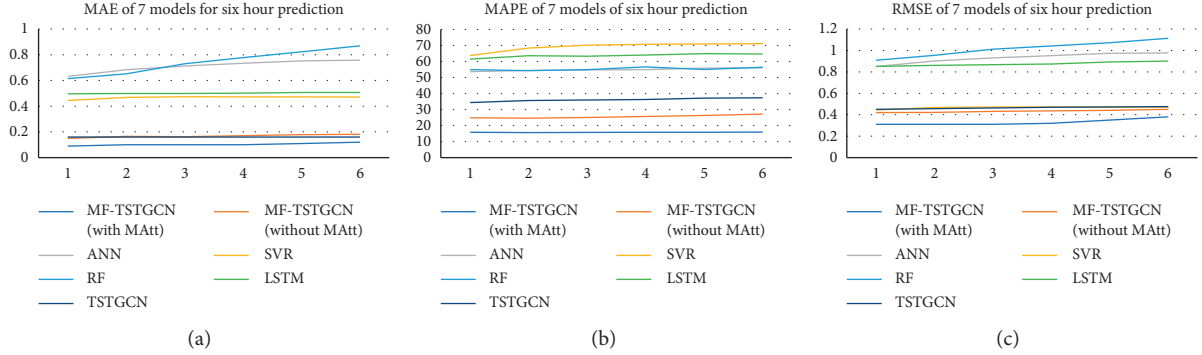 MAE of 7 models for six hour prediction
1
0.8
0.6
0.4
0.2
0
1 2 3 4 5 6
MF-TSTGCN
(with MAtt)
MF-TSTGCN
(without MAtt)
ANN
SVR
RF
LSTM
TSTGCN
(a)
MAPE of 7 models of six hour prediction
80
70
60
50
40
30
20
10
0
1 2 3 4 5 6
MF-TSTGCN
(with MAtt)
MF-TSTGCN
(without MAtt)
ANN
SVR
RF
LSTM
TSTGCN
(b)
RMSE of 7 models of six hour prediction
1.2
1
0.8
0.6
0.4
0.2
0
1 2 3 4 5 6
MF-TSTGCN
(with MAtt)
MF-TSTGCN
(without MAtt)
ANN
SVR
RF
LSTM
TSTGCN
(c)